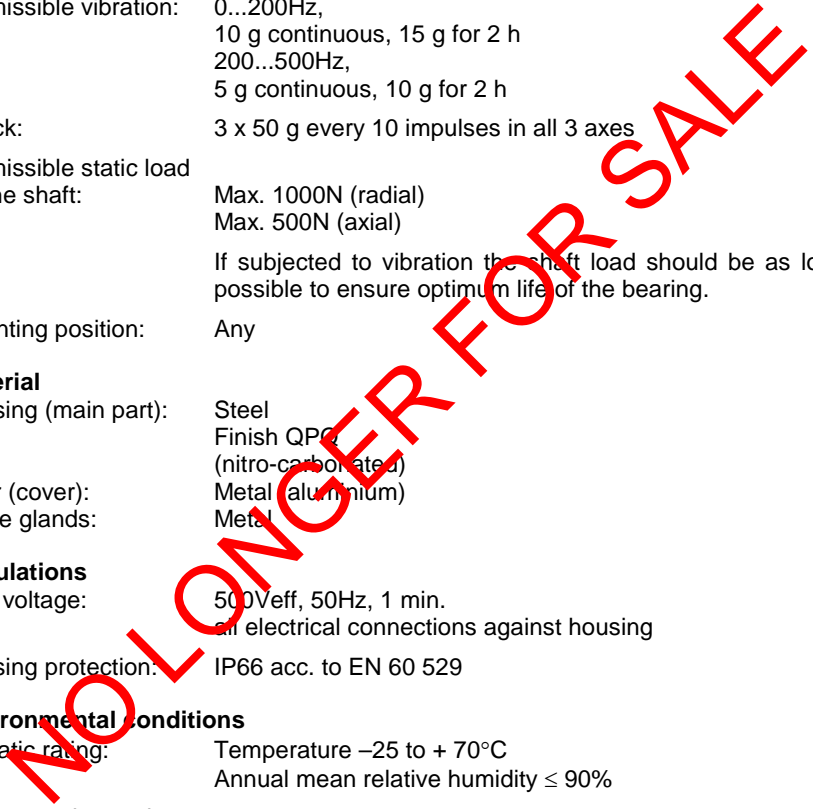 missible vibration: 0...200Hz,
10 g continuous, 15 g for 2 h
200...500Hz,
5 g continuous, 10 g for 2 h
ck: 3 x 50 g every 10 impulses in all 3 axes
missible static load
ne shaft: Max. 1000N (radial)
Max. 500N (axial)
If subjected to vibration the shaft load should be as lo
possible to ensure optimum life of the bearing.
nting position: Any
erial
sing (main part): Steel
Finish QPQ
(nitro-carbonated)
r (cover): Metal (aluminium)
e glands: Metal
ulations
voltage: 500Veff, 50Hz, 1 min.
all electrical connections against housing
sing protection: IP66 acc. to EN 60 529
ronmental conditions
atic rating: Temperature –25 to + 70°C
Annual mean relative humidity ≤ 90%
NO LONGER FOR SALE